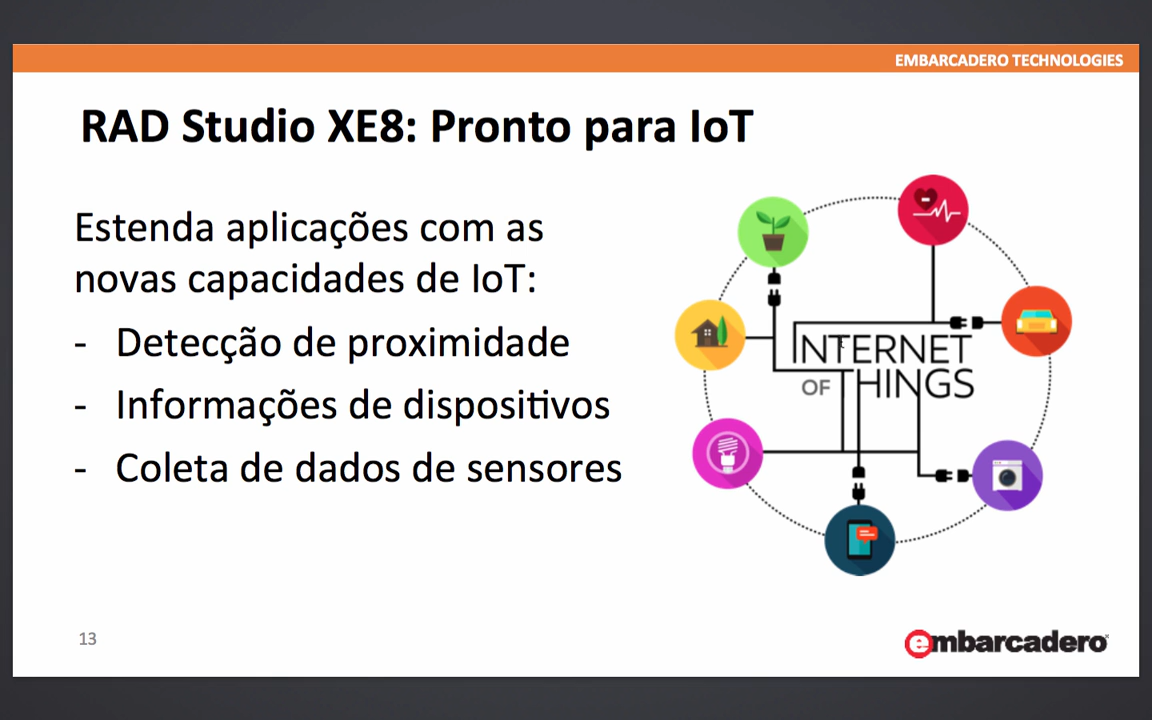 EMBARCADERO TECHNOLOGIES
RAD Studio XE8: Pronto para IoT
Estenda aplicações com as
novas capacidades de IoT:
- Detecção de proximidade
- Informações de dispositivos
- Coleta de dados de sensores
INTERNET
OF THINGS
13
embarcadero